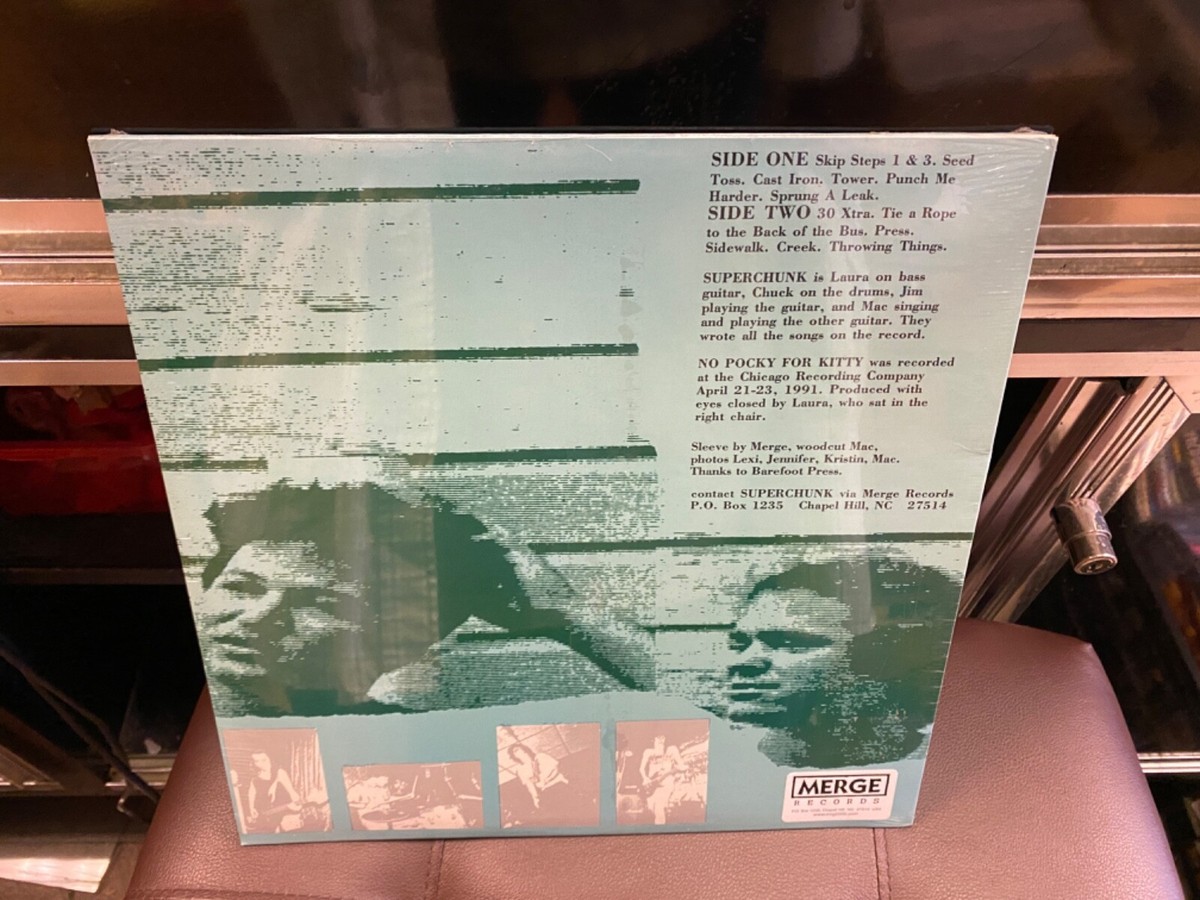 SIDE ONE Skip Steps 1 & 3. Seed
Toss. Cast Iron. Tower. Punch Me
Harder. Sprung A Leak.
SIDE TWO 30 Xtra. Tie a Rope
to the Back of the Bus. Press.
Sidewalk. Creek. Throwing Things.
SUPERCHUNK is Laura on bass
guitar, Chuck on the drums, Jim
playing the guitar, and Mac singing
and playing the other guitar. They
wrote all the songs on the record.
NO POCKY FOR KITTY was recorded
at the Chicago Recording Company
April 21-23, 1991. Produced with
eyes closed by Laura, who sat in the
right chair.
Sleeve by Merge, woodcut Mac,
photos Lexi, Jennifer, Kristin, Mac.
Thanks to Barefoot Press.
contact SUPERCHUNK via Merge Records
P.O. Box 1235 Chapel Hill, NC 27514
MERGE
RECORDS